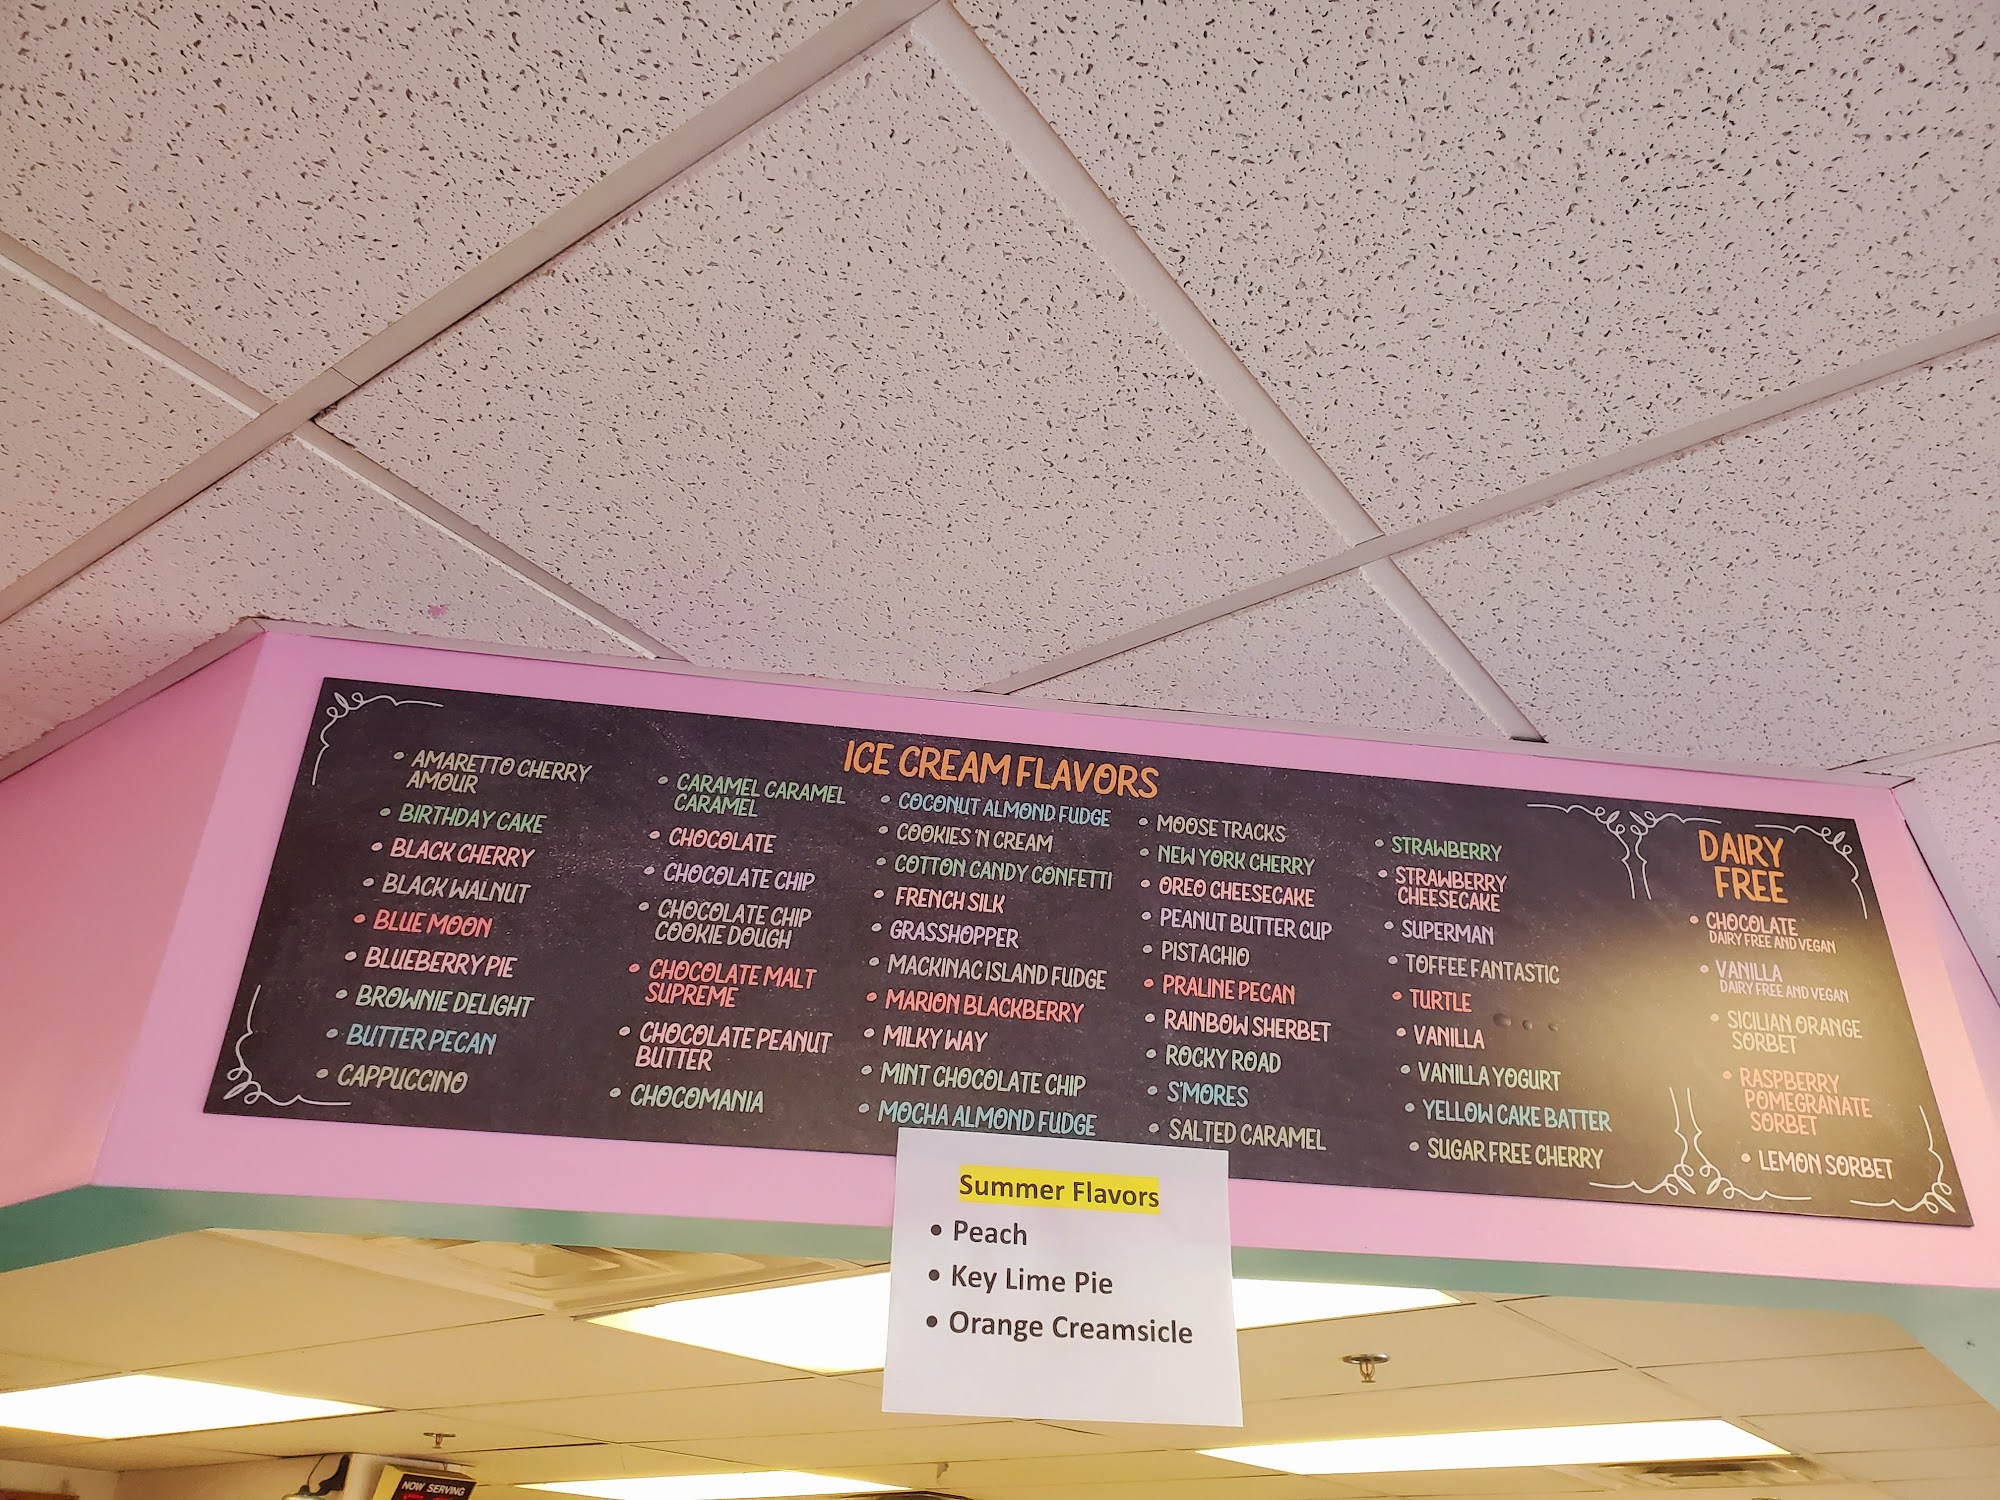 ICE CREAM FLAVORS
• AMARETTO CHERRY
AMOUR
• BIRTHDAY CAKE
• BLACK CHERRY
• BLACK WALNUT
• BLUE MOON
• BLUEBERRY PIE
• BROWNIE DELIGHT
• BUTTER PECAN
• CAPPUCCINO
• CARAMEL CARAMEL
CARAMEL
• CHOCOLATE
• CHOCOLATE CHIP
• CHOCOLATE CHIP
COOKIE DOUGH
• CHOCOLATE MALT
SUPREME
• CHOCOLATE PEANUT
BUTTER
• CHOCOMANIA
• COCONUT ALMOND FUDGE
• COOKIES 'N CREAM
• COTTON CANDY CONFETTI
• FRENCH SILK
• GRASSHOPPER
• MACKINAC ISLAND FUDGE
• MARION BLACKBERRY
• MILKY WAY
• MINT CHOCOLATE CHIP
• MOCHA ALMOND FUDGE
• MOOSE TRACKS
• NEW YORK CHERRY
• OREO CHEESECAKE
• PEANUT BUTTER CUP
• PISTACHIO
• PRALINE PECAN
• RAINBOW SHERBET
• ROCKY ROAD
• S'MORES
• SALTED CARAMEL
• STRAWBERRY
• STRAWBERRY
CHEESECAKE
• SUPERMAN
• TOFFEE FANTASTIC
• TURTLE
• VANILLA
• VANILLA YOGURT
• YELLOW CAKE BATTER
• SUGAR FREE CHERRY
DAIRY
FREE
• CHOCOLATE
DAIRY FREE AND VEGAN
• VANILLA
DAIRY FREE AND VEGAN
• SICILIAN ORANGE
SORBET
• RASPBERRY
POMEGRANATE
SORBET
• LEMON SORBET
Summer Flavors
• Peach
• Key Lime Pie
• Orange Creamsicle
NOW SERVING